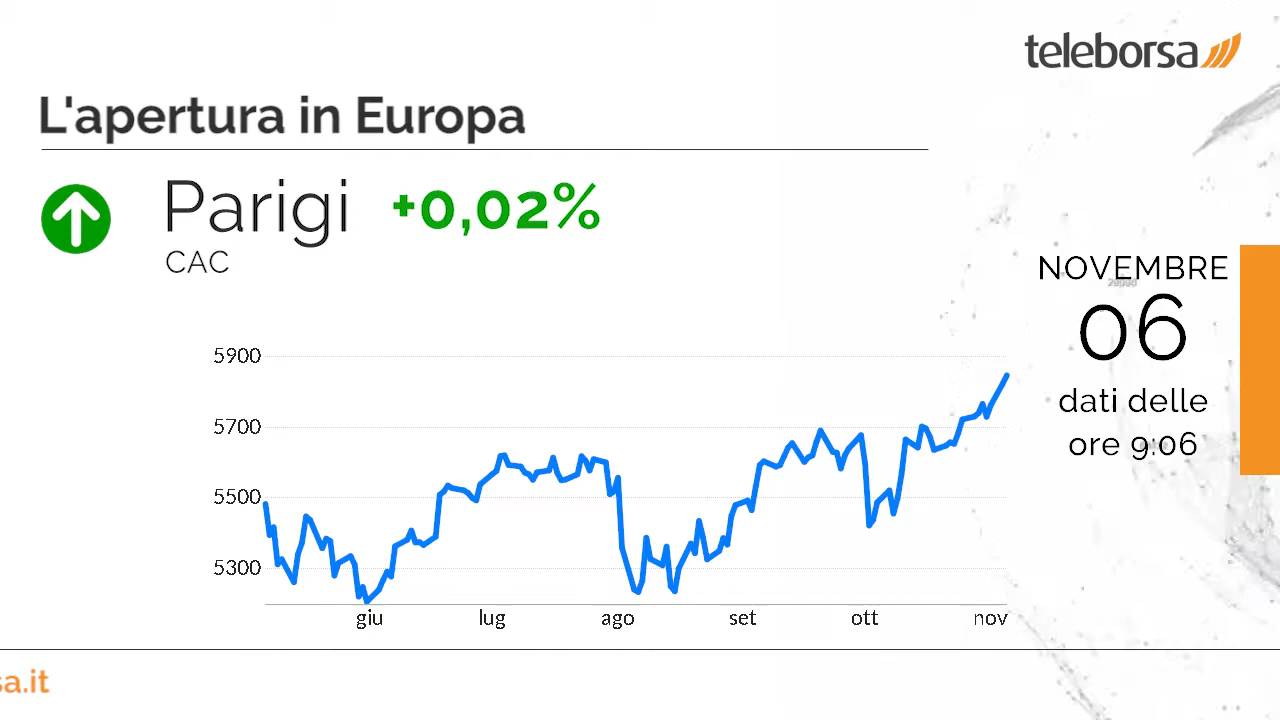 teleborsa
L'apertura in Europa
Parigi +0,02%
CAC
NOVEMBRE
06
dati delle
ore 9:06
5900
5700
5500
5300
giu lug ago set ott nov
sa.it